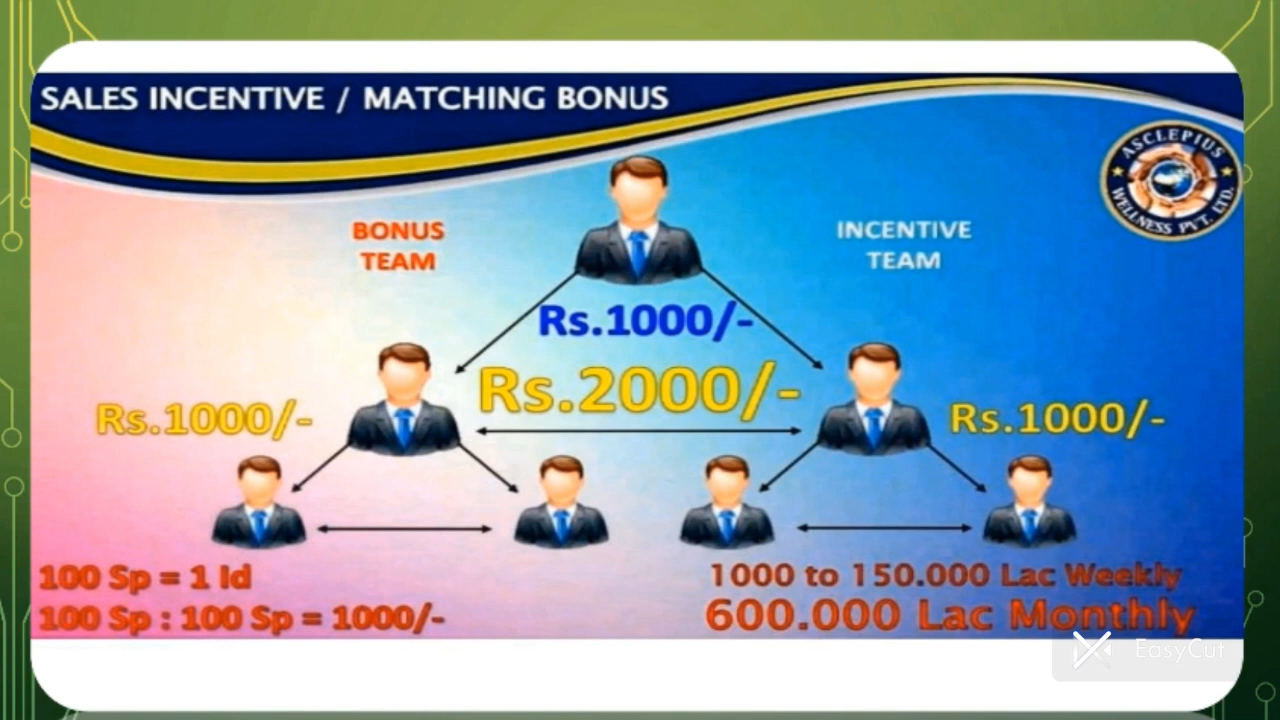 SALES INCENTIVE / MATCHING BONUS
ASCLEPIUS
WELLNESS PVT. LTD.
BONUS
TEAM
INCENTIVE
TEAM
Rs.1000/-
Rs.2000/-
Rs.1000/-
Rs.1000/-
100 Sp = 1 Id
100 Sp : 100 Sp = 1000/-
1000 to 150.000 Lac Weekly
600.000 Lac Monthly
EasyCut